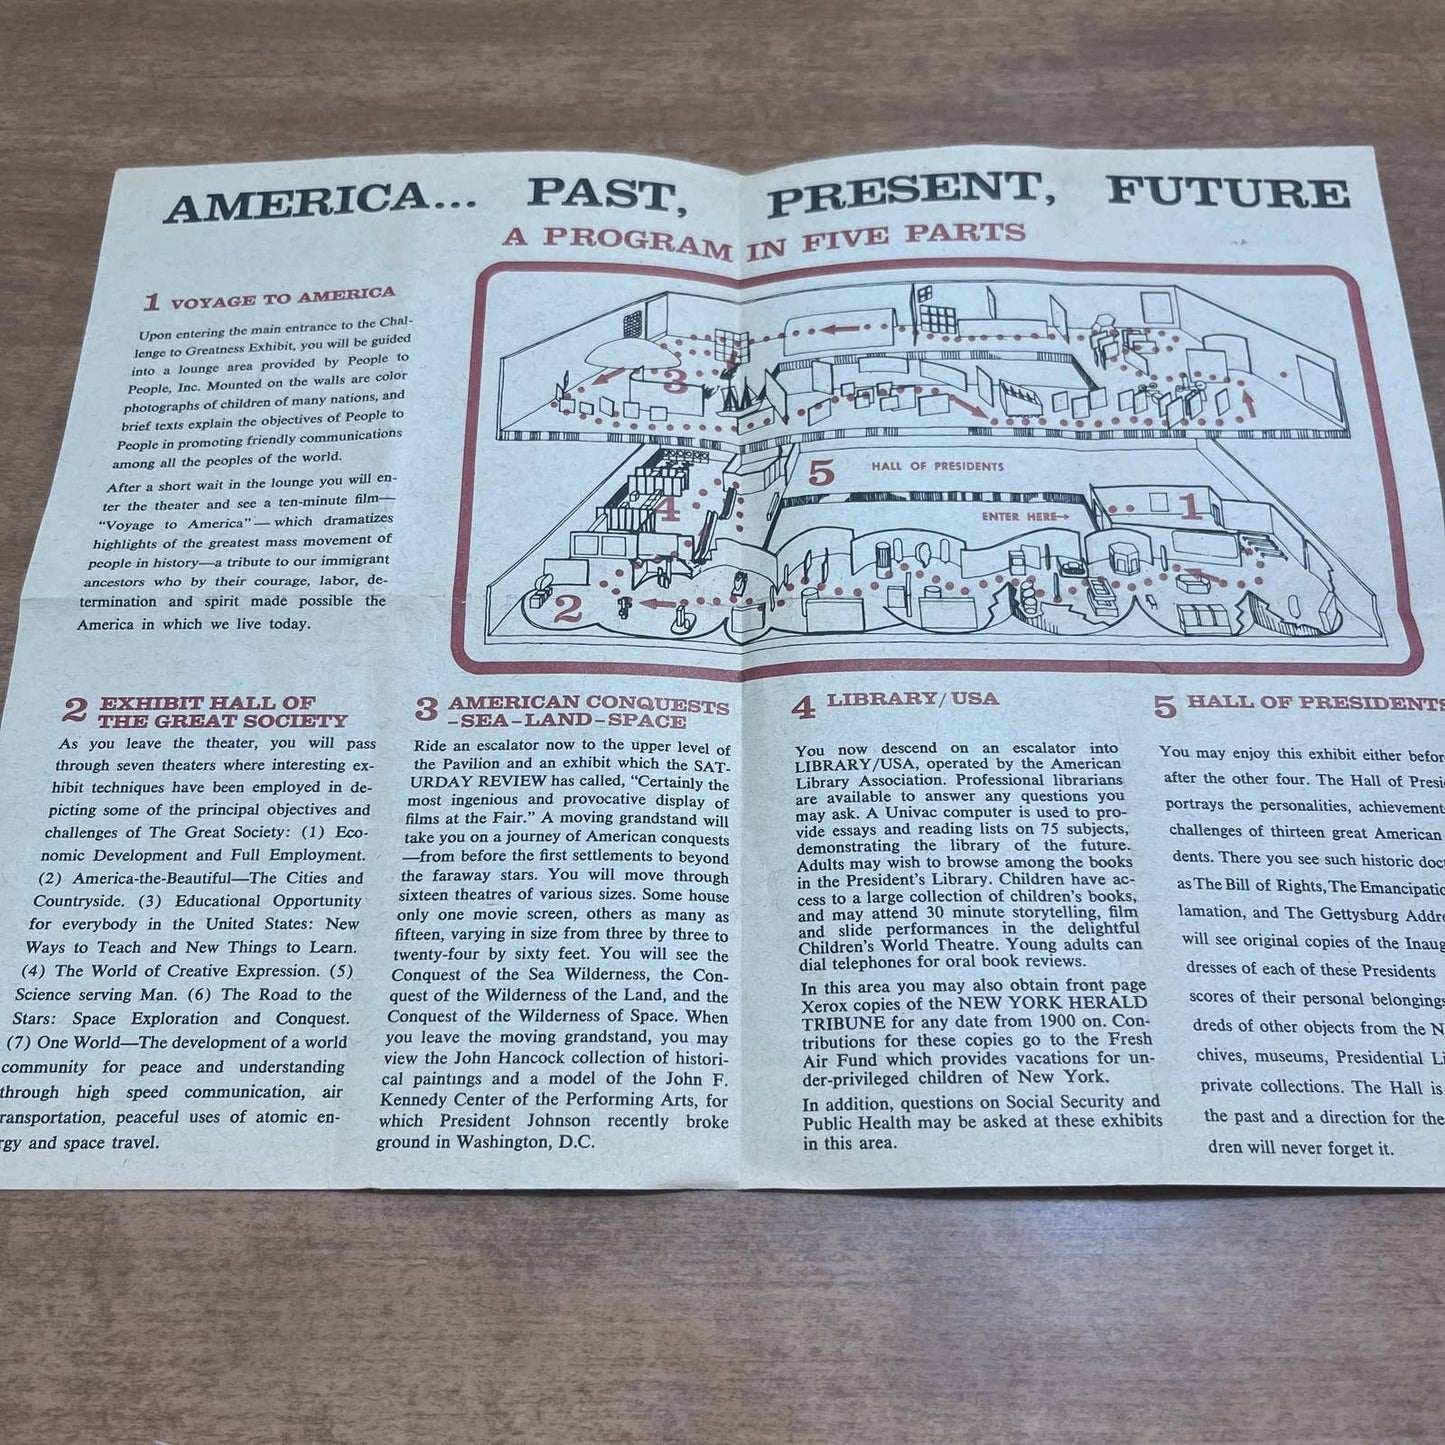 AMERICA... PAST, PRESENT, FUTURE
A PROGRAM IN FIVE PARTS
1 VOYAGE TO AMERICA
Upon entering the main entrance to the Chal-
lenge to Greatness Exhibit, you will be guided
into a lounge area provided by People to
People, Inc. Mounted on the walls are color
photographs of children of many nations, and
brief texts explain the objectives of People to
People in promoting friendly communications
among all the peoples of the world.
After a short wait in the lounge you will en-
ter the theater and see a ten-minute film—
"Voyage to America"—which dramatizes
highlights of the greatest mass movement of
people in history—a tribute to our immigrant
ancestors who by their courage, labor, de-
termination and spirit made possible the
America in which we live today.
3
5 HALL OF PRESIDENTS
4
ENTER HERE→
1
2
2 EXHIBIT HALL OF
THE GREAT SOCIETY
As you leave the theater, you will pass
through seven theaters where interesting ex-
hibit techniques have been employed in de-
picting some of the principal objectives and
challenges of The Great Society: (1) Eco-
nomic Development and Full Employment.
(2) America-the-Beautiful—The Cities and
Countryside. (3) Educational Opportunity
for everybody in the United States: New
Ways to Teach and New Things to Learn.
(4) The World of Creative Expression. (5)
Science serving Man. (6) The Road to the
Stars: Space Exploration and Conquest.
(7) One World—The development of a world
community for peace and understanding
through high speed communication, air
ransportation, peaceful uses of atomic en-
rgy and space travel.
3 AMERICAN CONQUESTS
-SEA-LAND-SPACE
Ride an escalator now to the upper level of
the Pavilion and an exhibit which the SAT-
URDAY REVIEW has called, "Certainly the
most ingenious and provocative display of
films at the Fair." A moving grandstand will
take you on a journey of American conquests
—from before the first settlements to beyond
the faraway stars. You will move through
sixteen theatres of various sizes. Some house
only one movie screen, others as many as
fifteen, varying in size from three by three to
twenty-four by sixty feet. You will see the
Conquest of the Sea Wilderness, the Con-
quest of the Wilderness of the Land, and the
Conquest of the Wilderness of Space. When
you leave the moving grandstand, you may
view the John Hancock collection of histori-
cal paintings and a model of the John F.
Kennedy Center of the Performing Arts, for
which President Johnson recently broke
ground in Washington, D.C.
4 LIBRARY/USA
You now descend on an escalator into
LIBRARY/USA, operated by the American
Library Association. Professional librarians
are available to answer any questions you
may ask. A Univac computer is used to pro-
vide essays and reading lists on 75 subjects,
demonstrating the library of the future.
Adults may wish to browse among the books
in the President's Library. Children have ac-
cess to a large collection of children's books,
and may attend 30 minute storytelling, film
and slide performances in the delightful
Children's World Theatre. Young adults can
dial telephones for oral book reviews.
In this area you may also obtain front page
Xerox copies of the NEW YORK HERALD
TRIBUNE for any date from 1900 on. Con-
tributions for these copies go to the Fresh
Air Fund which provides vacations for un-
der-privileged children of New York.
In addition, questions on Social Security and
Public Health may be asked at these exhibits
in this area.
5 HALL OF PRESIDENTS
You may enjoy this exhibit either befor
after the other four. The Hall of Presi
portrays the personalities, achievement
challenges of thirteen great American
dents. There you see such historic doc
as The Bill of Rights, The Emancipatio
lamation, and The Gettysburg Addre
will see original copies of the Inaug
dresses of each of these Presidents
scores of their personal belongings
dreds of other objects from the N
chives, museums, Presidential Li
private collections. The Hall is
the past and a direction for the
dren will never forget it.